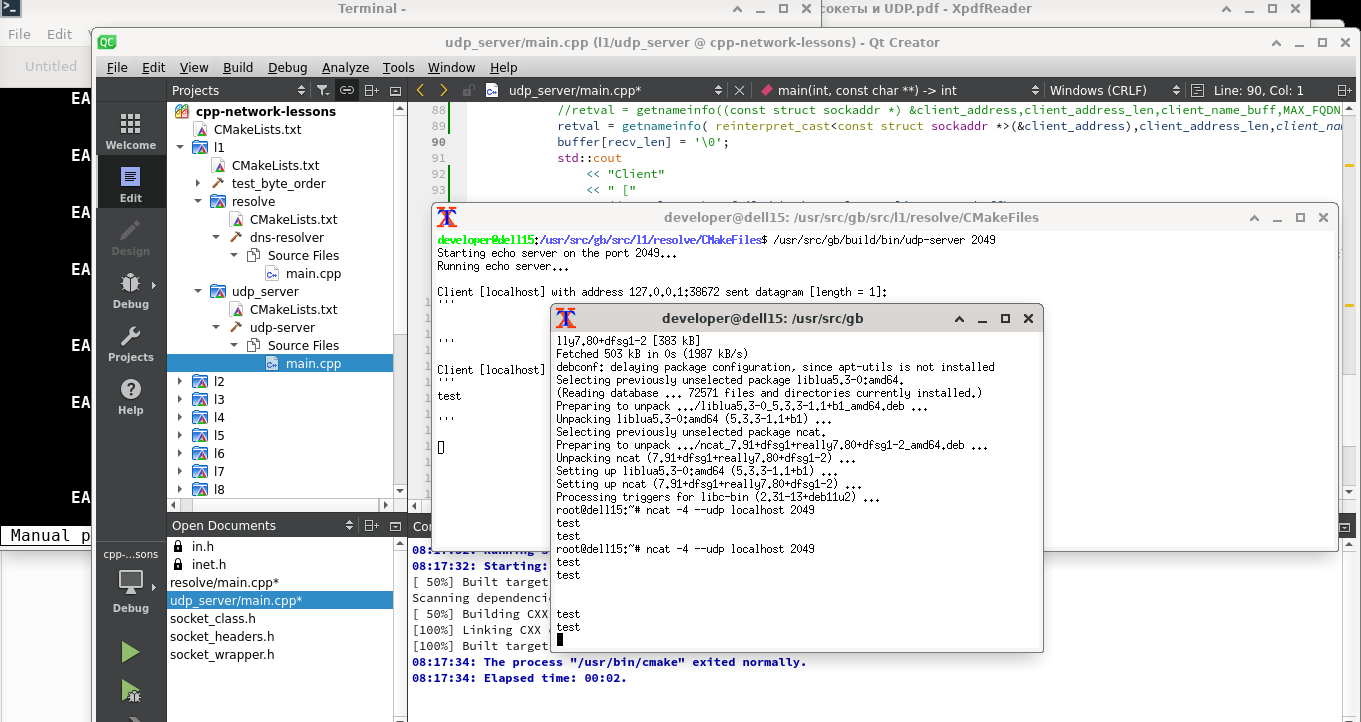 Terminal -
сокеты и UDP.pdf - XpdfReader
File Edit
Untitled
EA
EA
EA
EA
EA
EA
Manual p
QC
udp_server/main.cpp (l1/udp_server @ cpp-network-lessons) - Qt Creator
File Edit View Build Debug Analyze Tools Window Help
Projects
udp_server/main.cpp*
main(int, const char **) -> int
Windows (CRLF)
Line: 90, Col: 1
Welcome
Edit
Design
Debug
Projects
Help
cpp-...sons
Debug
cpp-network-lessons
CMakeLists.txt
l1
CMakeLists.txt
test_byte_order
resolve
CMakeLists.txt
dns-resolver
Source Files
main.cpp
udp_server
CMakeLists.txt
udp-server
Source Files
main.cpp
l2
l3
l4
l5
l6
l7
l8
Open Documents
in.h
inet.h
resolve/main.cpp*
udp_server/main.cpp*
socket_class.h
socket_headers.h
socket_wrapper.h
88 //retval = getnameinfo((const struct sockaddr *) &client_address,client_address_len,client_name_buff,MAX_FQDN
89 retval = getnameinfo( reinterpret_cast<const struct sockaddr *>(&client_address),client_address_len,client_na
90 buffer[recv_len] = '\0';
91 std::cout
92 << "Client"
93 << " ["
developer@dell15: /usr/src/gb/src/l1/resolve/CMakeFiles
developer@dell15:/usr/src/gb/src/l1/resolve/CMakeFiles$ /usr/src/gb/build/bin/udp-server 2049
Starting echo server on the port 2049...
Running echo server...
Client [localhost] with address 127.0.0.1:38672 sent datagram [length = 1]:
'''
'''
Client [localhost]
'''
test
'''
developer@dell15: /usr/src/gb
lly7.80+dfsg1-2 [383 kB]
Fetched 503 kB in 0s (1987 kB/s)
debconf: delaying package configuration, since apt-utils is not installed
Selecting previously unselected package liblua5.3-0:amd64.
(Reading database ... 72571 files and directories currently installed.)
Preparing to unpack .../liblua5.3-0_5.3.3-1.1+b1_amd64.deb ...
Unpacking liblua5.3-0:amd64 (5.3.3-1.1+b1) ...
Selecting previously unselected package ncat.
Preparing to unpack .../ncat_7.91+dfsg1+really7.80+dfsg1-2_amd64.deb ...
Unpacking ncat (7.91+dfsg1+really7.80+dfsg1-2) ...
Setting up liblua5.3-0:amd64 (5.3.3-1.1+b1) ...
Setting up ncat (7.91+dfsg1+really7.80+dfsg1-2) ...
Processing triggers for libc-bin (2.31-13+deb11u2) ...
root@dell15:~# ncat -4 --udp localhost 2049
test
test
root@dell15:~# ncat -4 --udp localhost 2049
test
test
test
test
Co
08:17:32: Starting:
[ 50%] Built target
Scanning dependenci
[ 50%] Building CXX
[100%] Linking CXX
[100%] Built target
08:17:34: The process "/usr/bin/cmake" exited normally.
08:17:34: Elapsed time: 00:02.